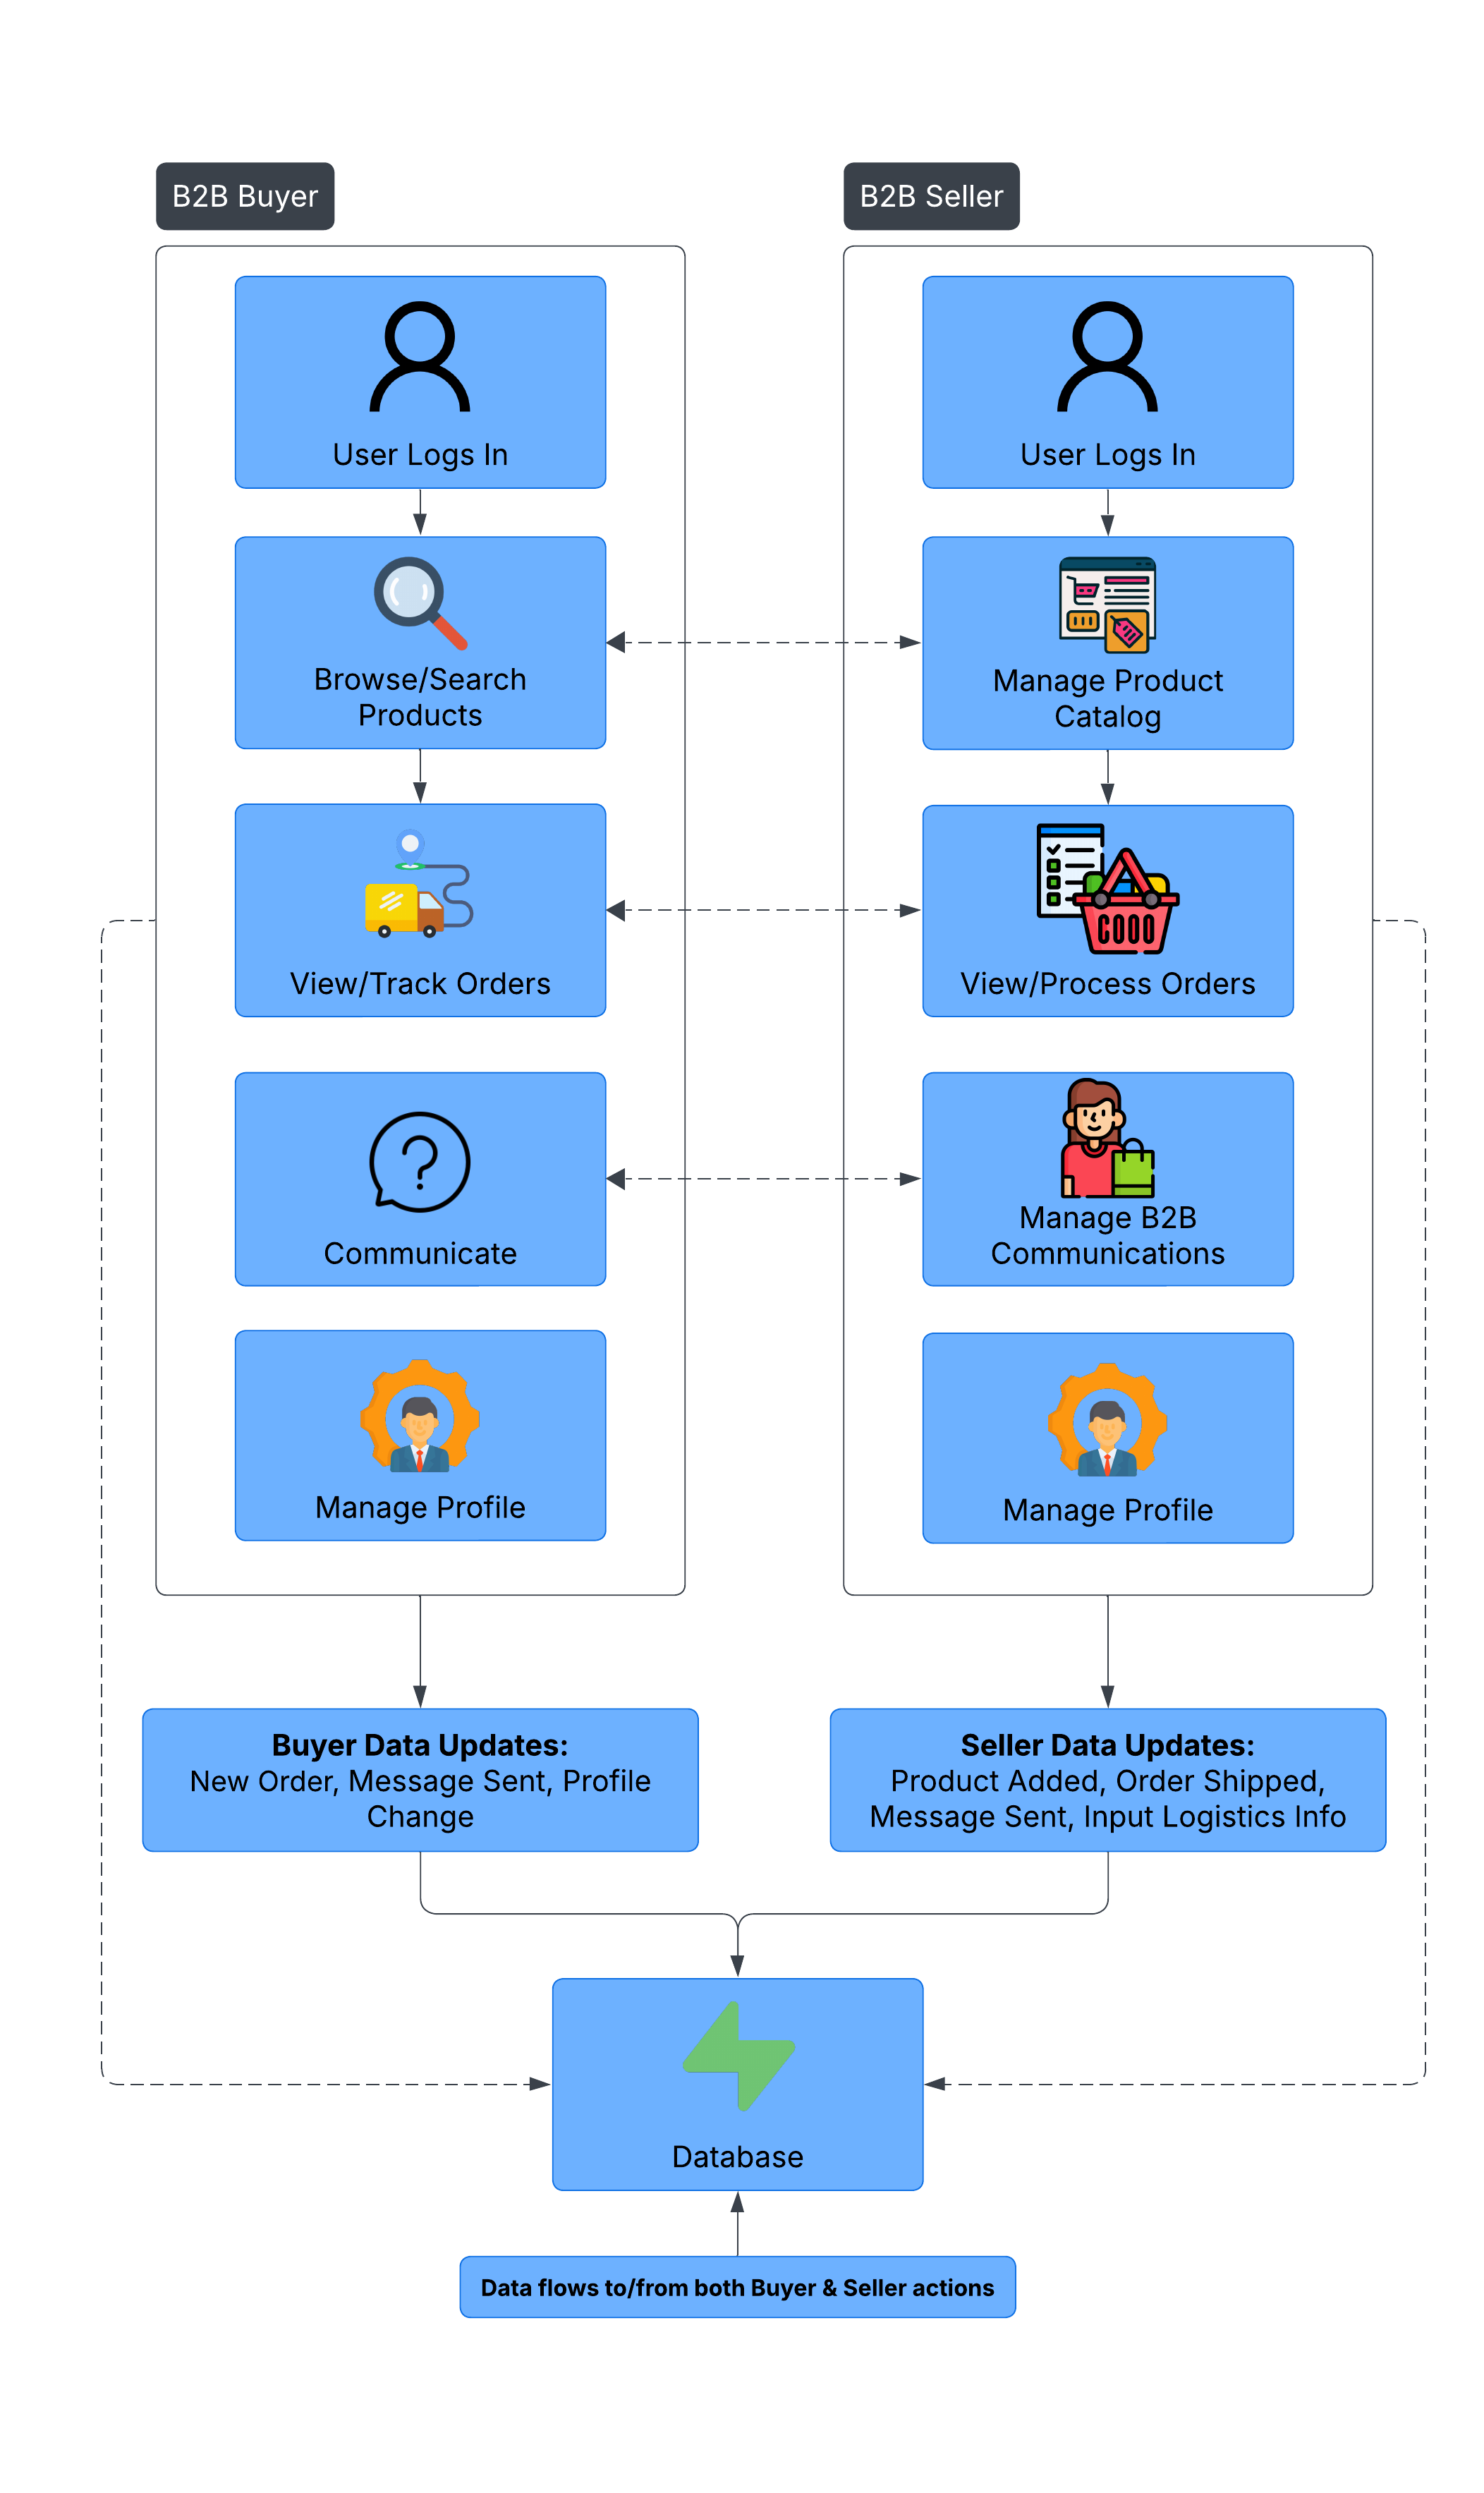 B2B Buyer
User Logs In
Browse/Search
Products
View/Track Orders
Communicate
Manage Profile
B2B Seller
User Logs In
Manage Product
Catalog
View/Process Orders
Manage B2B
Communications
Manage Profile
Buyer Data Updates:
New Order, Message Sent, Profile
Change
Seller Data Updates:
Product Added, Order Shipped,
Message Sent, Input Logistics Info
Database
Data flows to/from both Buyer & Seller actions